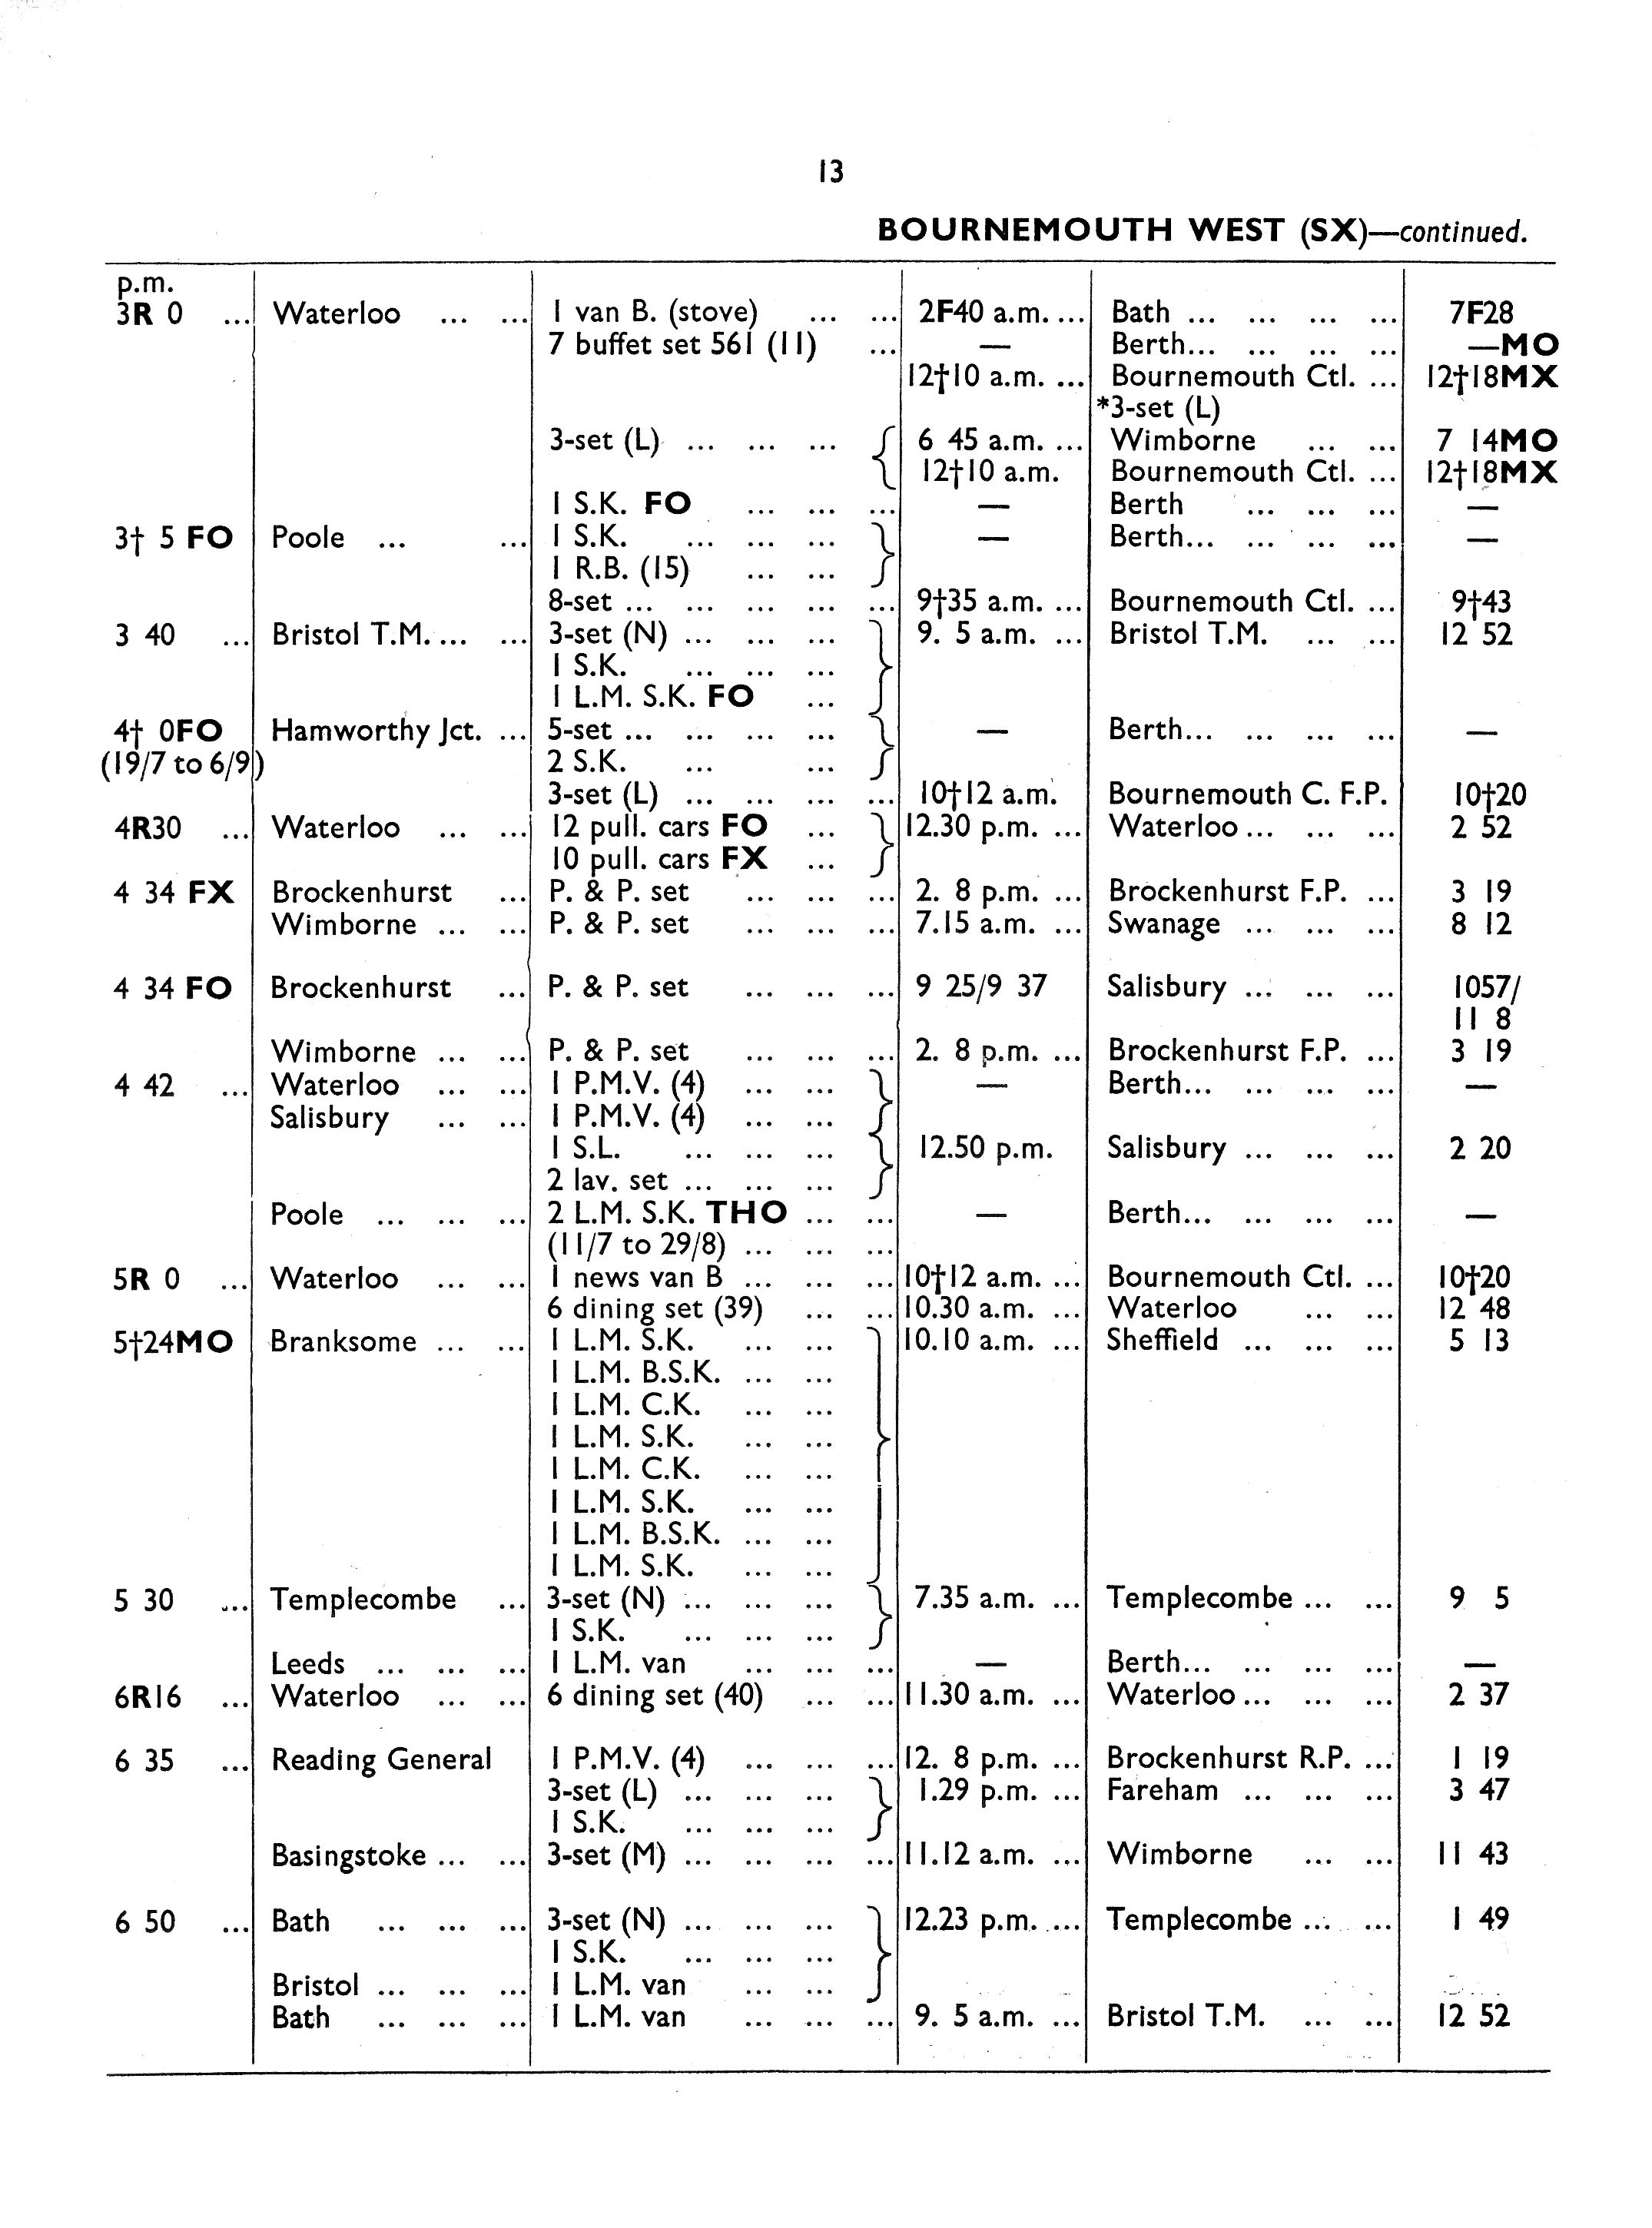 13
BOURNEMOUTH WEST (SX)—continued.
p.m.
3R 0 ... Waterloo ... ... 1 van B. (stove) ... ... 2F40 a.m. ... Bath ... ... ... ... 7F28
7 buffet set 561 (11) ... — Berth... ... ... ... —MO
12†10 a.m. ... Bournemouth Ctl. ... 12†18MX
*3-set (L)
3-set (L) ... ... ... { 6 45 a.m. ... Wimborne ... ... 7 14MO
12†10 a.m. Bournemouth Ctl. ... 12†18MX
1 S.K. FO ... ... ... — Berth ... ... ... —
3† 5 FO Poole ... ... 1 S.K. ... ... ... } — Berth... ... ... ... —
1 R.B. (15) ... ...
8-set ... ... ... ... ... 9†35 a.m. ... Bournemouth Ctl. ... 9†43
3 40 ... Bristol T.M. ... ... 3-set (N) ... ... ... } 9. 5 a.m. ... Bristol T.M. ... ... 12 52
1 S.K. ... ... ...
1 L.M. S.K. FO ...
4† 0FO Hamworthy Jct. ... 5-set ... ... ... ... } — Berth... ... ... ... —
(19/7 to 6/9) 2 S.K. ... ...
3-set (L) ... ... ... ... 10†12 a.m. Bournemouth C. F.P. 10†20
4R30 ... Waterloo ... ... 12 pull. cars FO ... } 12.30 p.m. ... Waterloo ... ... ... 2 52
10 pull. cars FX ...
4 34 FX Brockenhurst ... P. & P. set ... ... ... 2. 8 p.m. ... Brockenhurst F.P. ... 3 19
Wimborne ... ... P. & P. set ... ... ... 7.15 a.m. ... Swanage ... ... ... 8 12
4 34 FO Brockenhurst ... P. & P. set ... ... ... 9 25/9 37 Salisbury ... ... ... 1057/
11 8
Wimborne ... ... P. & P. set ... ... ... 2. 8 p.m. ... Brockenhurst F.P. ... 3 19
4 42 ... Waterloo ... ... 1 P.M.V. (4) ... ... } — Berth... ... ... ... —
Salisbury ... ... 1 P.M.V. (4) ... ...
1 S.L. ... ... ... } 12.50 p.m. Salisbury ... ... ... 2 20
2 lav. set ... ... ...
Poole ... ... ... 2 L.M. S.K. THO ... ... — Berth... ... ... ... —
(11/7 to 29/8) ... ... ...
5R 0 ... Waterloo ... ... 1 news van B ... ... ... 10†12 a.m. ... Bournemouth Ctl. ... 10†20
6 dining set (39) ... ... 10.30 a.m. ... Waterloo ... ... 12 48
5†24MO Branksome ... ... 1 L.M. S.K. ... ... } 10.10 a.m. ... Sheffield ... ... ... 5 13
1 L.M. B.S.K. ... ...
1 L.M. C.K. ... ...
1 L.M. S.K. ... ...
1 L.M. C.K. ... ...
1 L.M. S.K. ... ...
1 L.M. B.S.K. ... ...
1 L.M. S.K. ... ...
5 30 ... Templecombe ... 3-set (N) ... ... ... } 7.35 a.m. ... Templecombe ... ... 9 5
1 S.K. ... ... ...
Leeds ... ... ... 1 L.M. van ... ... ... — Berth... ... ... ... —
6R16 ... Waterloo ... ... 6 dining set (40) ... ... 11.30 a.m. ... Waterloo ... ... ... 2 37
6 35 ... Reading General 1 P.M.V. (4) ... ... ... 12. 8 p.m. ... Brockenhurst R.P. ... 1 19
3-set (L) ... ... ... } 1.29 p.m. ... Fareham ... ... ... 3 47
1 S.K. ... ... ...
Basingstoke ... ... 3-set (M) ... ... ... ... 11.12 a.m. ... Wimborne ... ... 11 43
6 50 ... Bath ... ... ... 3-set (N) ... ... ... } 12.23 p.m. ... Templecombe ... ... 1 49
1 S.K. ... ... ...
Bristol ... ... ... 1 L.M. van ... ...
Bath ... ... ... 1 L.M. van ... ... ... 9. 5 a.m. ... Bristol T.M. ... ... 12 52